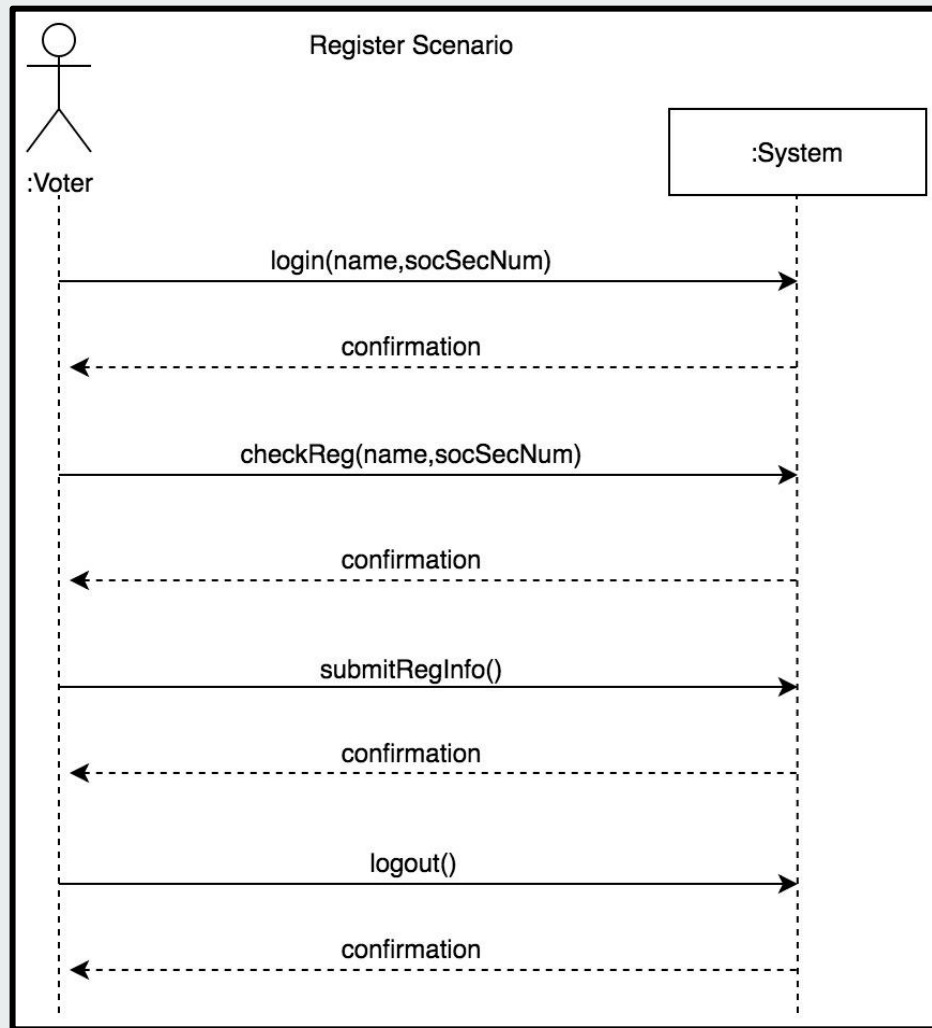 Register Scenario
:System
:Voter
login(name,socSecNum)
confirmation
checkReg(name,socSecNum)
confirmation
submitRegInfo()
confirmation
logout()
confirmation